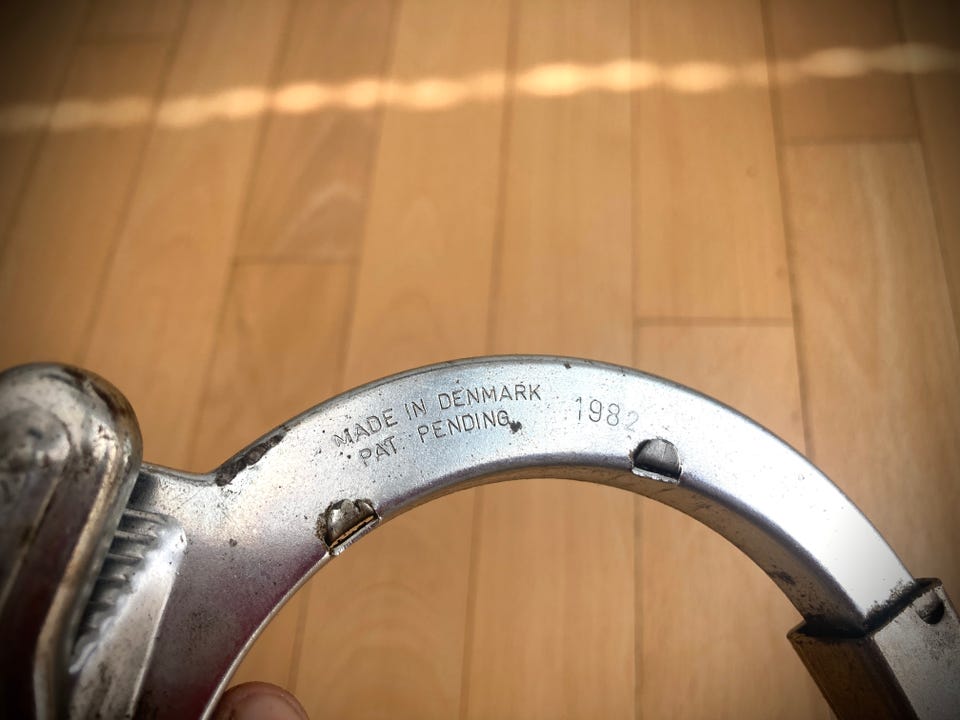 MADE IN DENMARK
PAT PENDING
1982